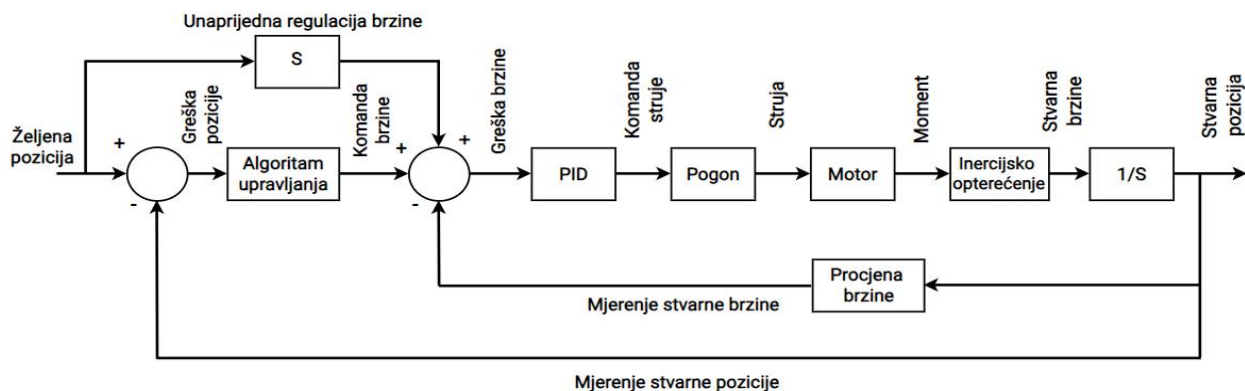 Unaprijedna regulacija brzine
S
Željena
pozicija
+
-
Greška
pozicije
Algoritam
upravljanja
Komanda
brzine
+
+
-
Greška brzine
PID
Komanda
struje
Pogon
Struja
Motor
Moment
Inercijsko
opterećenje
Stvarna
brzine
1/S
Stvarna
pozicija
Procjena
brzine
Mjerenje stvarne brzine
Mjerenje stvarne pozicije